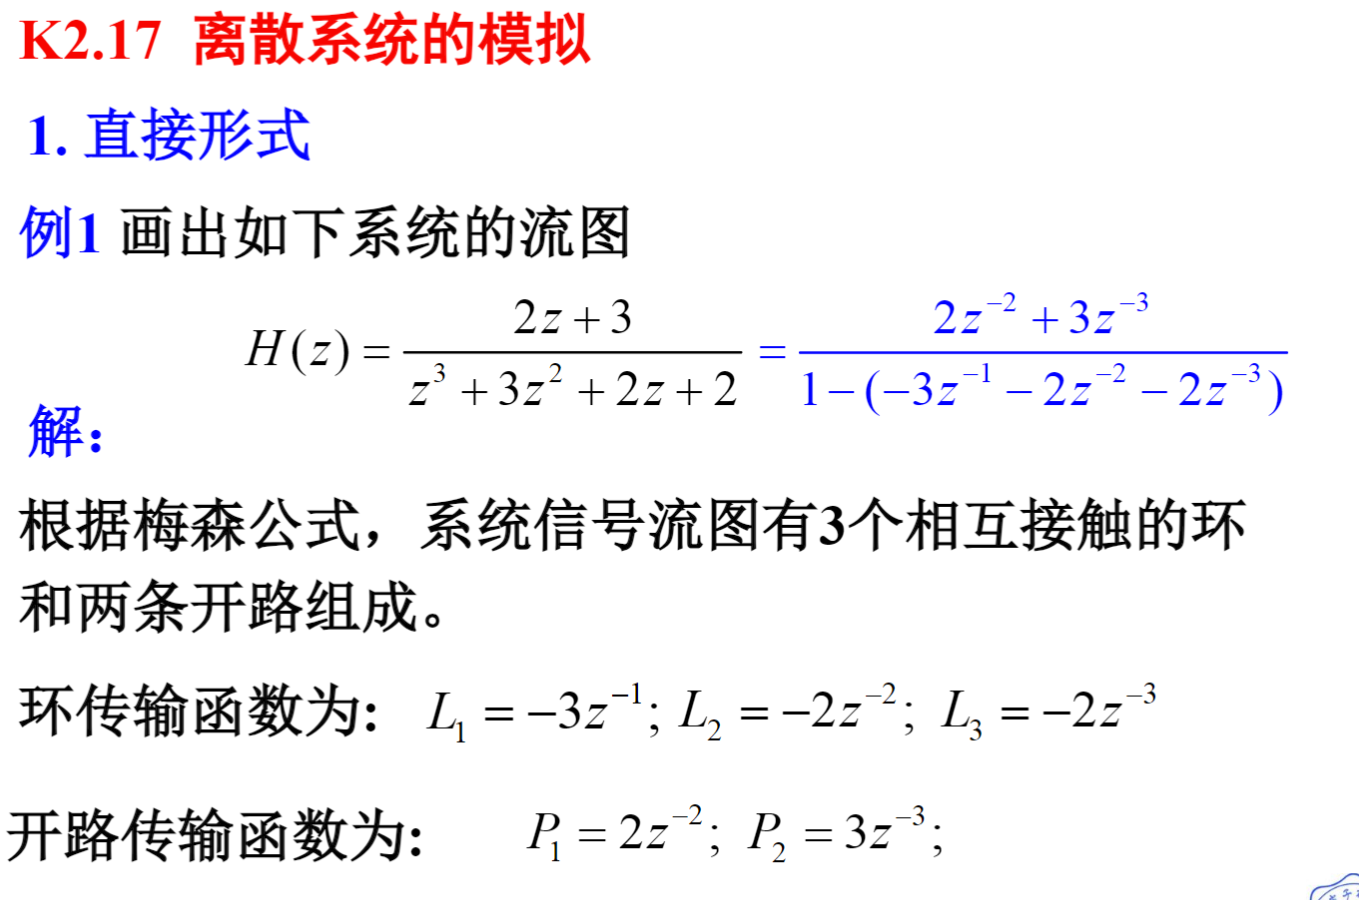 K2.17 离散系统的模拟
1. 直接形式
例1 画出如下系统的流图
H(z) = \frac{2z+3}{z^3+3z^2+2z+2} = \frac{2z^{-2}+3z^{-3}}{1-(-3z^{-1}-2z^{-2}-2z^{-3})}
解：
根据梅森公式，系统信号流图有3个相互接触的环
和两条开路组成。
环传输函数为: L_1 = -3z^{-1}; L_2 = -2z^{-2}; L_3 = -2z^{-3}
开路传输函数为: P_1 = 2z^{-2}; P_2 = 3z^{-3};